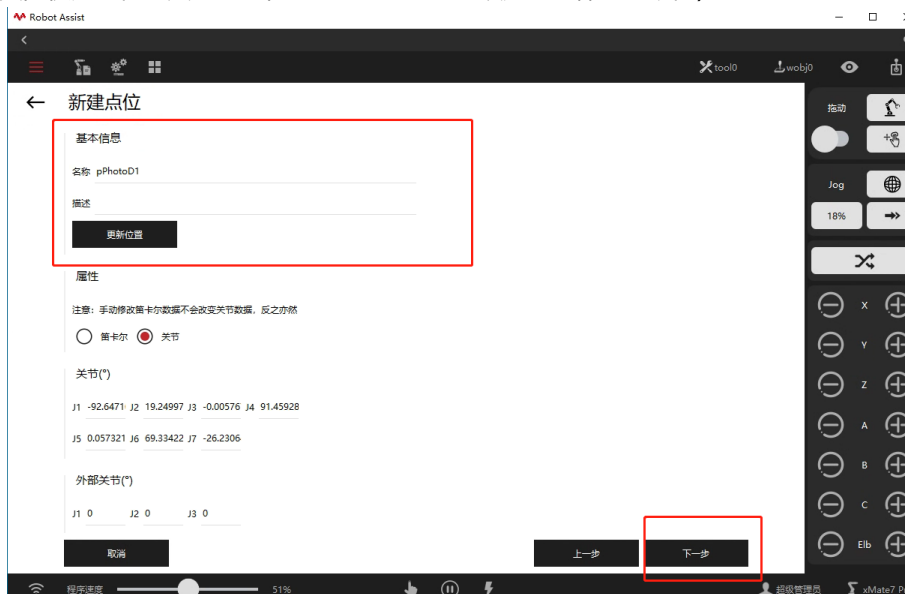 Robot Assist
tool0 wobj0
新建点位
基本信息
名称 pPhotoD1
描述
更新位置
属性
注意：手动修改笛卡尔数据不会改变关节数据，反之亦然
笛卡尔 关节
关节(°)
J1 -92.6471 J2 19.24997 J3 -0.00576 J4 91.45928
J5 0.057321 J6 69.33422 J7 -26.2306
外部关节(°)
J1 0 J2 0 J3 0
取消 上一步 下一步
拖动
Jog
18%
X
Y
Z
A
B
C
Elb
程序速度 51% 超级管理员 xMate7 P